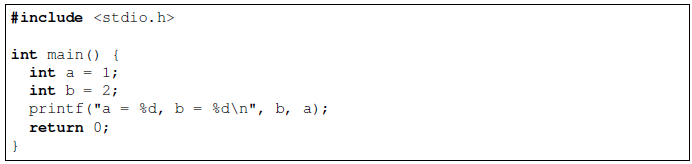 #include <stdio.h>
int main() {
int a = 1;
int b = 2;
printf("a = %d, b = %d\n", b, a);
return 0;
}